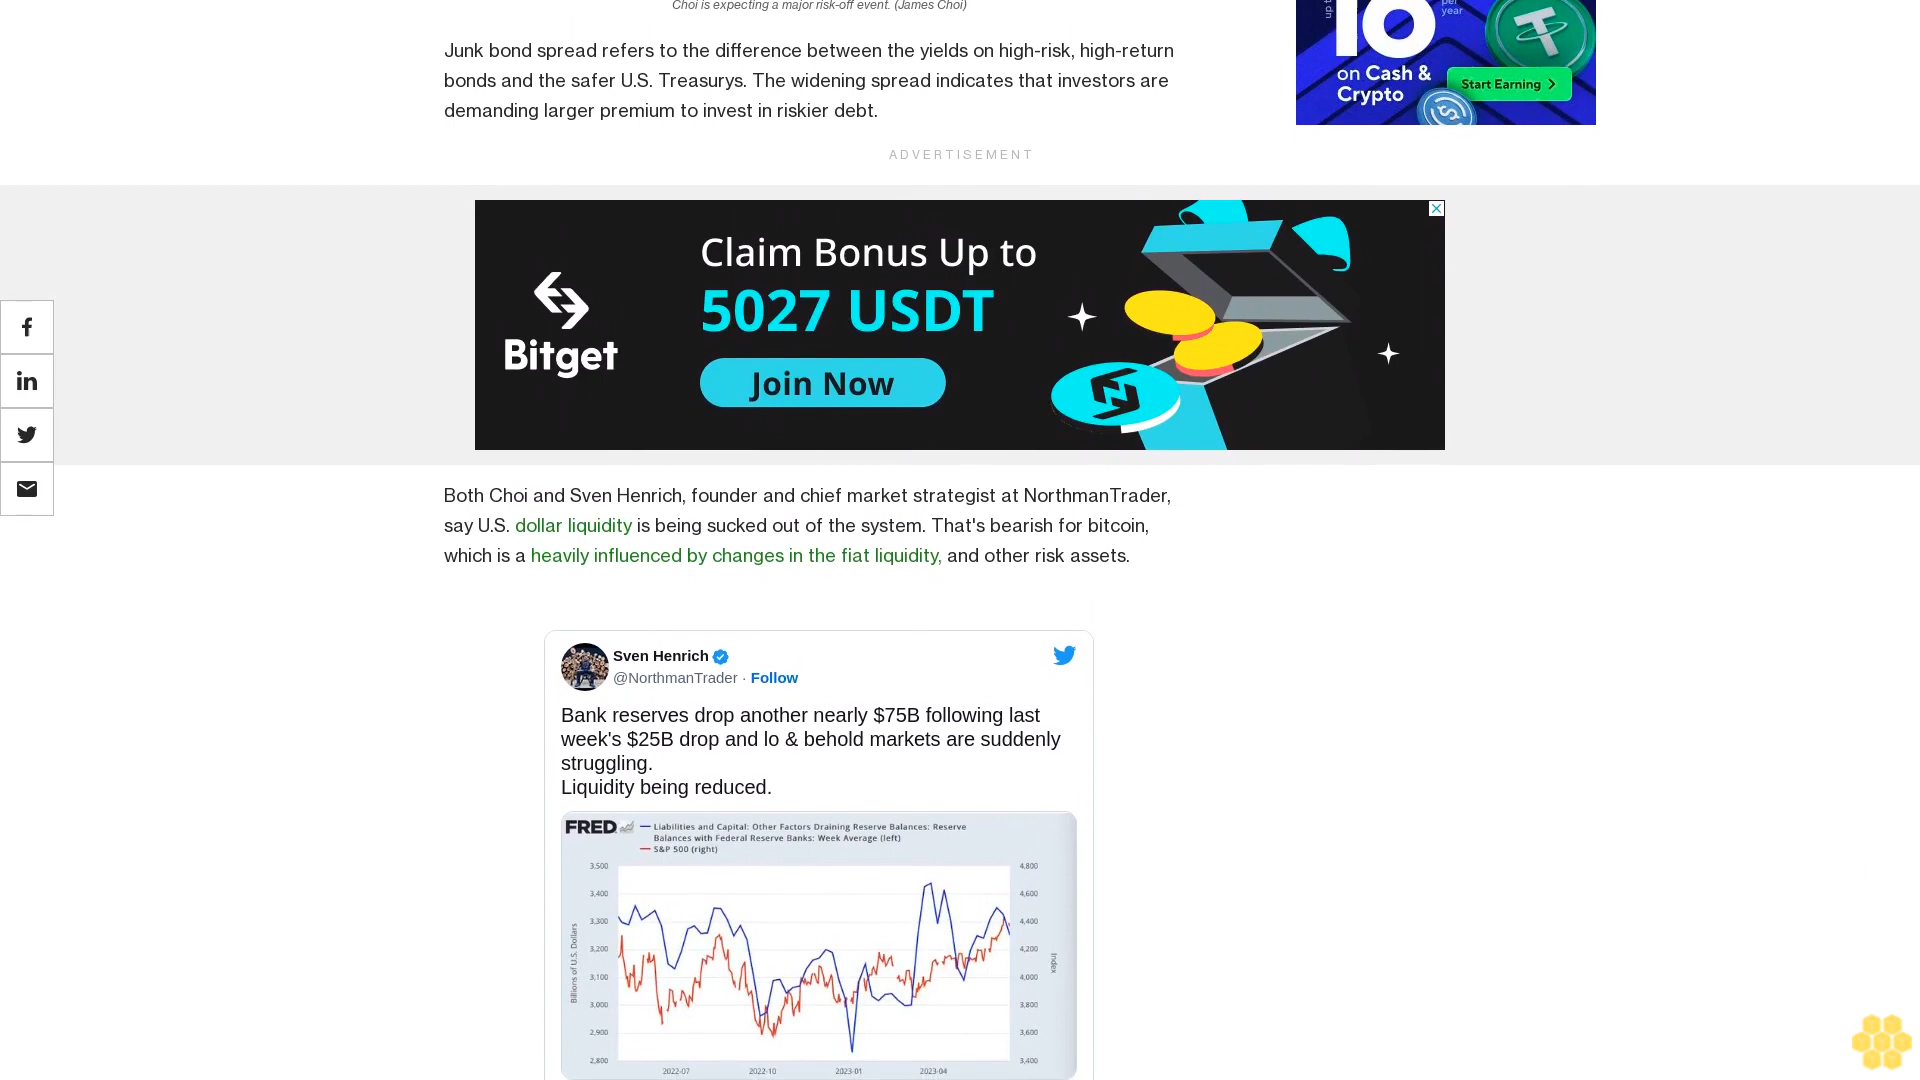 Choi is expecting a major risk-off event. (James Choi)
Junk bond spread refers to the difference between the yields on high-risk, high-return
bonds and the safer U.S. Treasurys. The widening spread indicates that investors are
demanding larger premium to invest in riskier debt.
up t
10
per
year
on Cash &
Crypto
Start Earning
ADVERTISEMENT
Bitget
Claim Bonus Up to
5027 USDT
Join Now
Both Choi and Sven Henrich, founder and chief market strategist at NorthmanTrader,
say U.S. dollar liquidity is being sucked out of the system. That's bearish for bitcoin,
which is a heavily influenced by changes in the fiat liquidity, and other risk assets.
Sven Henrich
@NorthmanTrader · Follow
Bank reserves drop another nearly $75B following last
week's $25B drop and lo & behold markets are suddenly
struggling.
Liquidity being reduced.
FRED
Liabilities and Capital: Other Factors Draining Reserve Balances: Reserve
Balances with Federal Reserve Banks: Week Average (left)
S&P 500 (right)
3,500
3,400
3,300
3,200
3,100
3,000
2,900
2,800
Billions of U.S. Dollars
4,800
4,600
4,400
4,200
4,000
3,800
3,600
3,400
Index
2022-07
2022-10
2023-01
2023-04